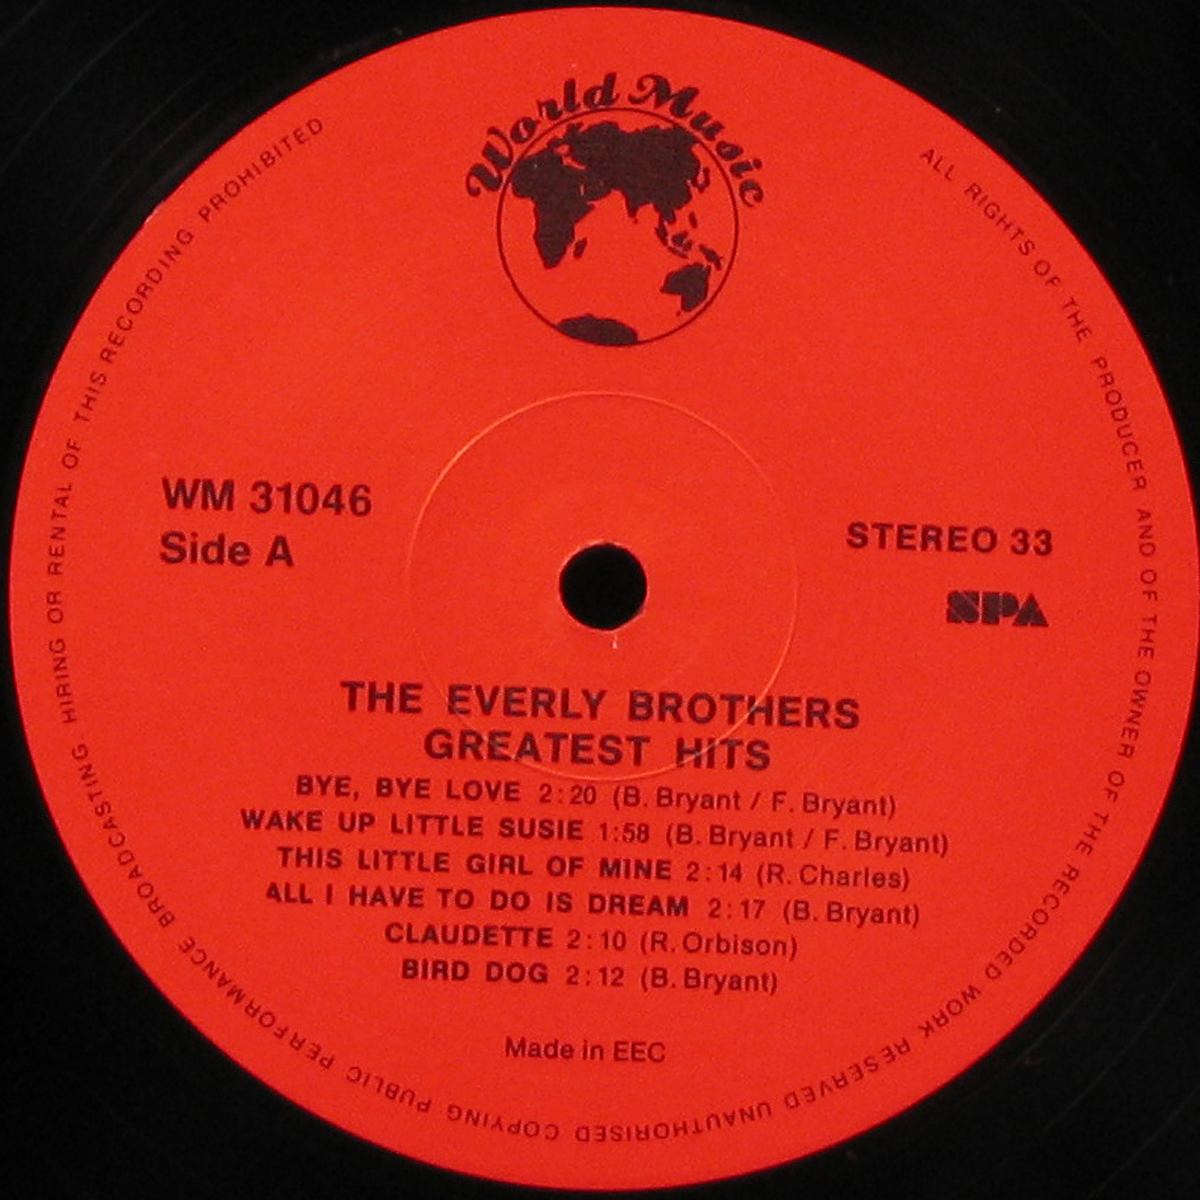 World Music
WM 31046
Side A
STEREO 33
SPA
THE EVERLY BROTHERS
GREATEST HITS
BYE, BYE LOVE 2:20 (B. Bryant / F. Bryant)
WAKE UP LITTLE SUSIE 1:58 (B. Bryant / F. Bryant)
THIS LITTLE GIRL OF MINE 2:14 (R. Charles)
ALL I HAVE TO DO IS DREAM 2:17 (B. Bryant)
CLAUDETTE 2:10 (R. Orbison)
BIRD DOG 2:12 (B. Bryant)
Made in EEC
ALL RIGHTS OF THE PRODUCER AND OF THE OWNER OF THE RECORDED WORK RESERVED UNAUTHORISED COPYING PUBLIC PERFORMANCE BROADCASTING. HIRING OR RENTAL OF THIS RECORDING PROHIBITED